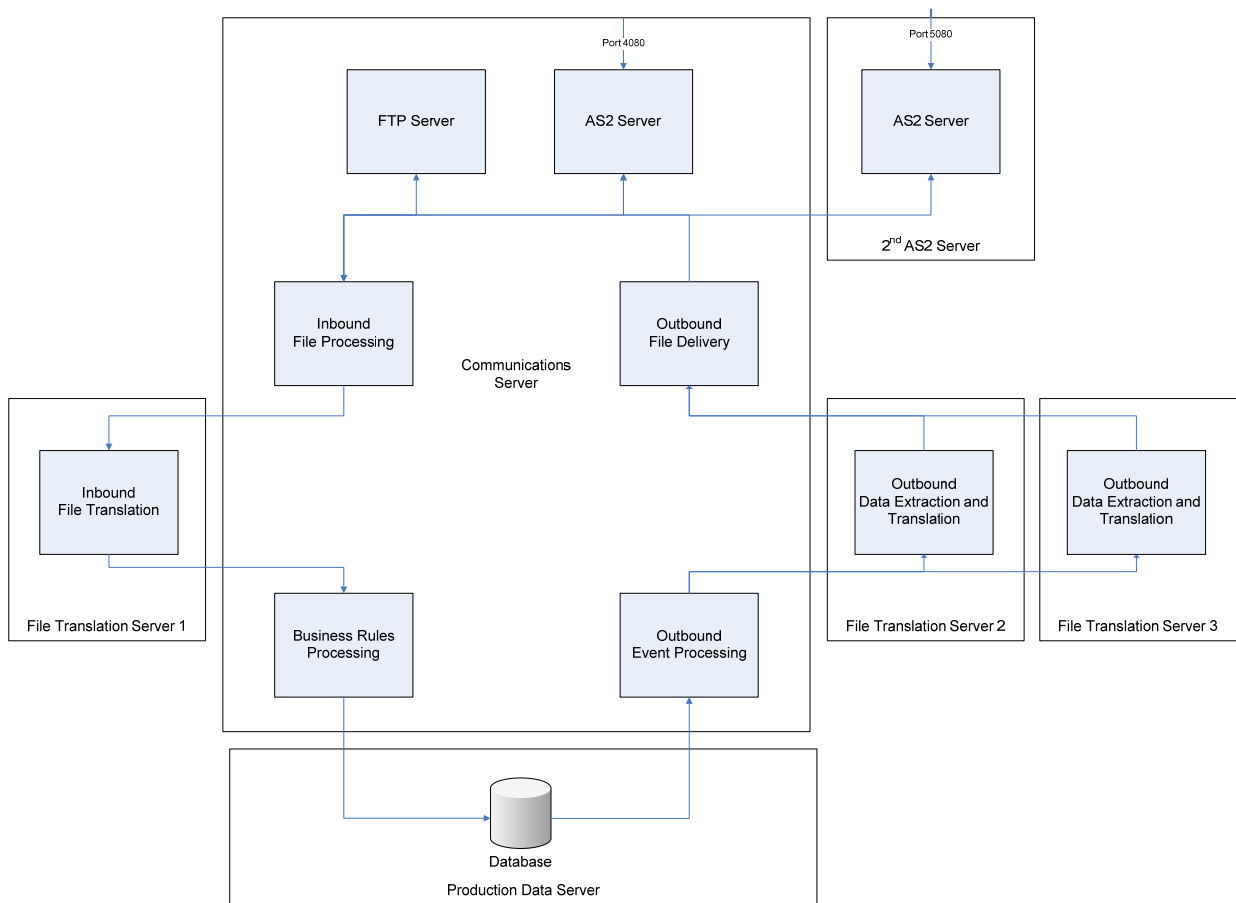 Port 4080
Port 5080
FTP Server
AS2 Server
AS2 Server
2nd AS2 Server
Inbound
File Processing
Outbound
File Delivery
Communications
Server
Inbound
File Translation
Outbound
Data Extraction and
Translation
Outbound
Data Extraction and
Translation
File Translation Server 1
Business Rules
Processing
Outbound
Event Processing
File Translation Server 2
File Translation Server 3
Database
Production Data Server